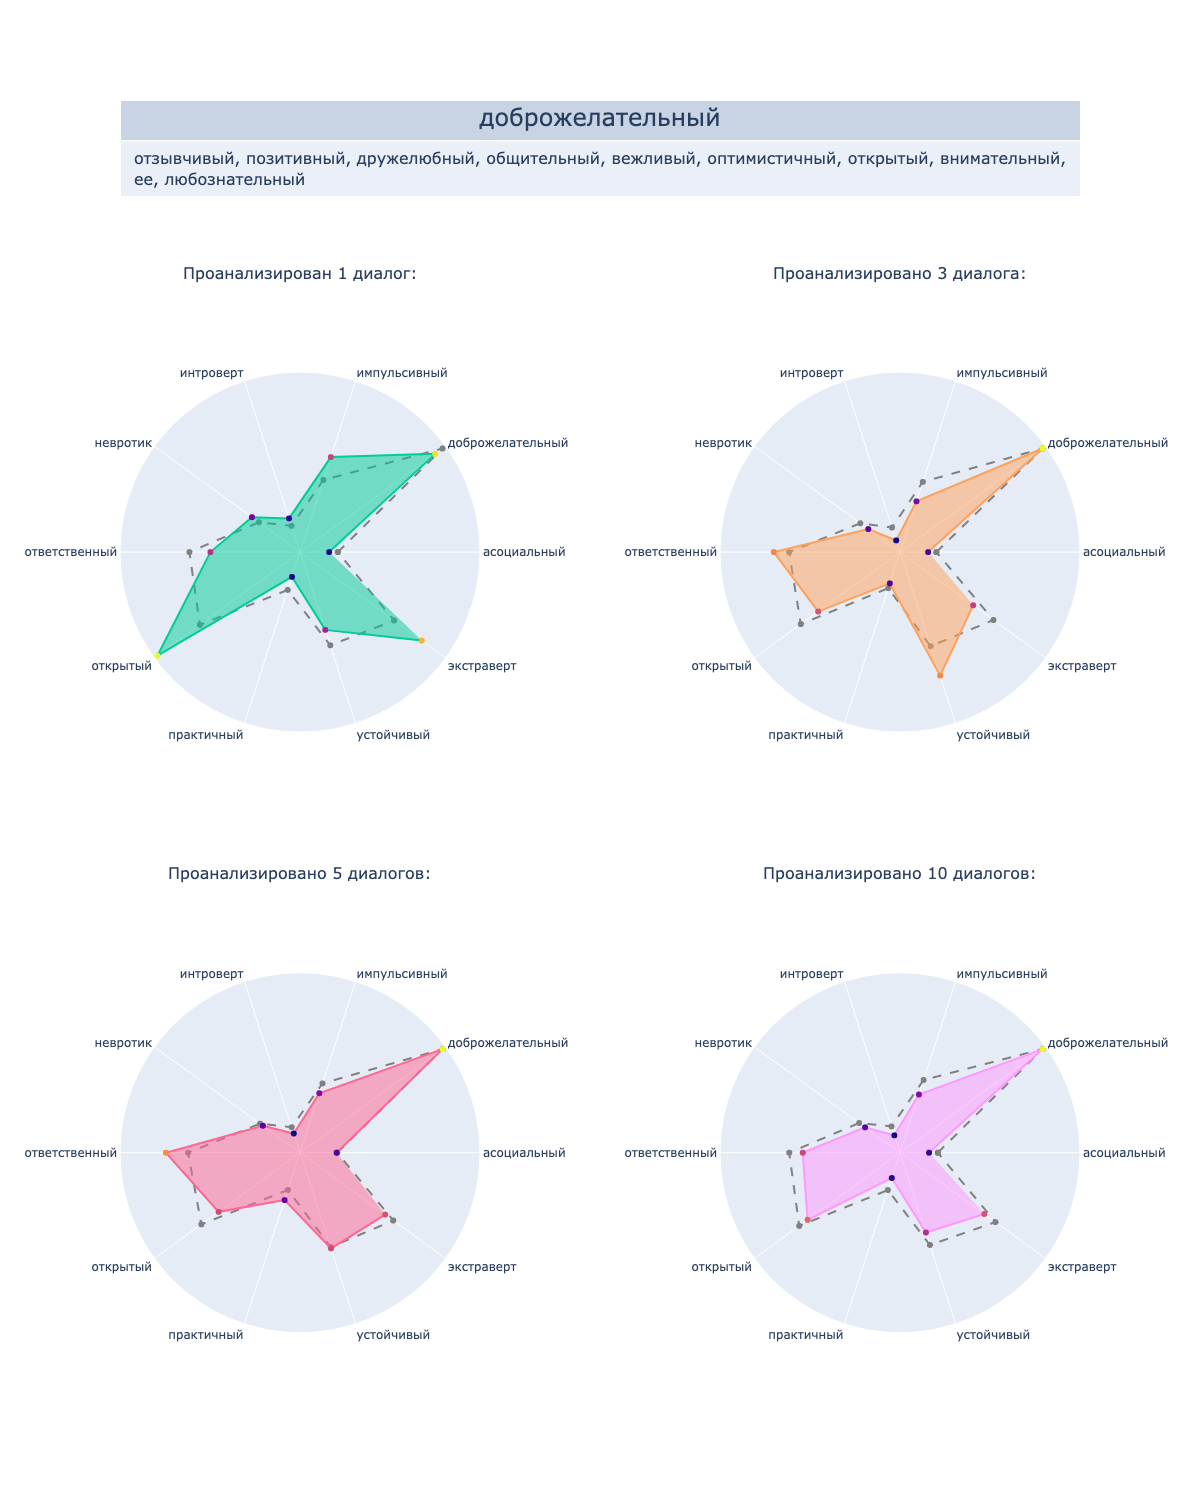 доброжелательный
отзывчивый, позитивный, дружелюбный, общительный, вежливый, оптимистичный, открытый, внимательный,
ее, любознательный
Проанализирован 1 диалог:
интроверт
импульсивный
невротик
доброжелательный
ответственный
асоциальный
открытый
экстраверт
практичный
устойчивый
Проанализировано 3 диалога:
интроверт
импульсивный
невротик
доброжелательный
ответственный
асоциальный
открытый
экстраверт
практичный
устойчивый
Проанализировано 5 диалогов:
интроверт
импульсивный
невротик
доброжелательный
ответственный
асоциальный
открытый
экстраверт
практичный
устойчивый
Проанализировано 10 диалогов:
интроверт
импульсивный
невротик
доброжелательный
ответственный
асоциальный
открытый
экстраверт
практичный
устойчивый